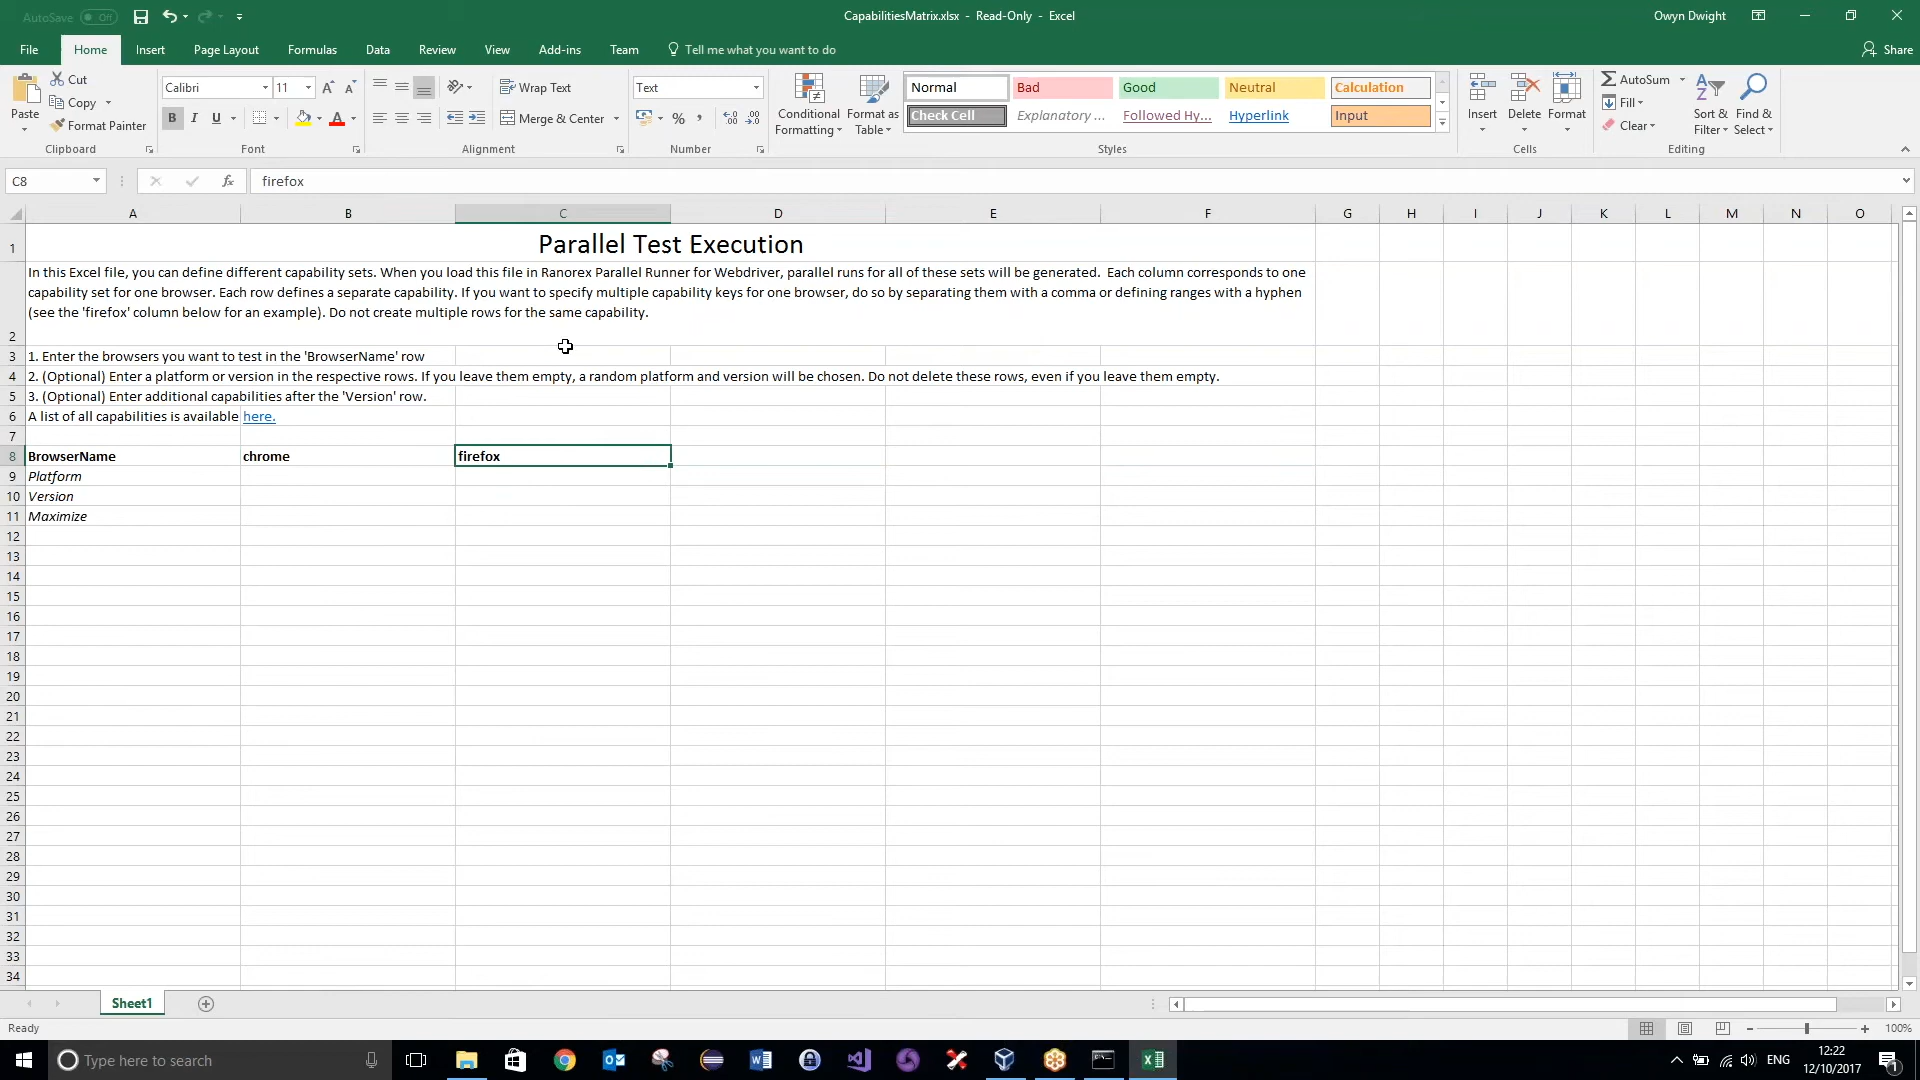 AutoSave Off
CapabilitiesMatrix.xlsx - Read-Only - Excel
Owyn Dwight
File Home Insert Page Layout Formulas Data Review View Add-ins Team Tell me what you want to do Share
Paste
Cut
Copy
Format Painter
Clipboard
Calibri 11
B I U
Font
Wrap Text
Merge & Center
Alignment
Text
%
Number
Conditional Formatting
Format as Table
Normal Bad Good Neutral Calculation
Check Cell Explanatory ... Followed Hy... Hyperlink Input
Styles
Insert Delete Format
Cells
AutoSum
Fill
Clear
Sort & Filter
Find & Select
Editing
C8 fx firefox
A B C D E F G H I J K L M N O
1 Parallel Test Execution
In this Excel file, you can define different capability sets. When you load this file in Ranorex Parallel Runner for Webdriver, parallel runs for all of these sets will be generated. Each column corresponds to one
capability set for one browser. Each row defines a separate capability. If you want to specify multiple capability keys for one browser, do so by separating them with a comma or defining ranges with a hyphen
(see the 'firefox' column below for an example). Do not create multiple rows for the same capability.
2
3 1. Enter the browsers you want to test in the 'BrowserName' row
4 2. (Optional) Enter a platform or version in the respective rows. If you leave them empty, a random platform and version will be chosen. Do not delete these rows, even if you leave them empty.
5 3. (Optional) Enter additional capabilities after the 'Version' row.
6 A list of all capabilities is available here.
7
8 BrowserName chrome firefox
9 Platform
10 Version
11 Maximize
12
13
14
15
16
17
18
19
20
21
22
23
24
25
26
27
28
29
30
31
32
33
34
Sheet1
Ready
100%
Type here to search
ENG
12:22
12/10/2017
1